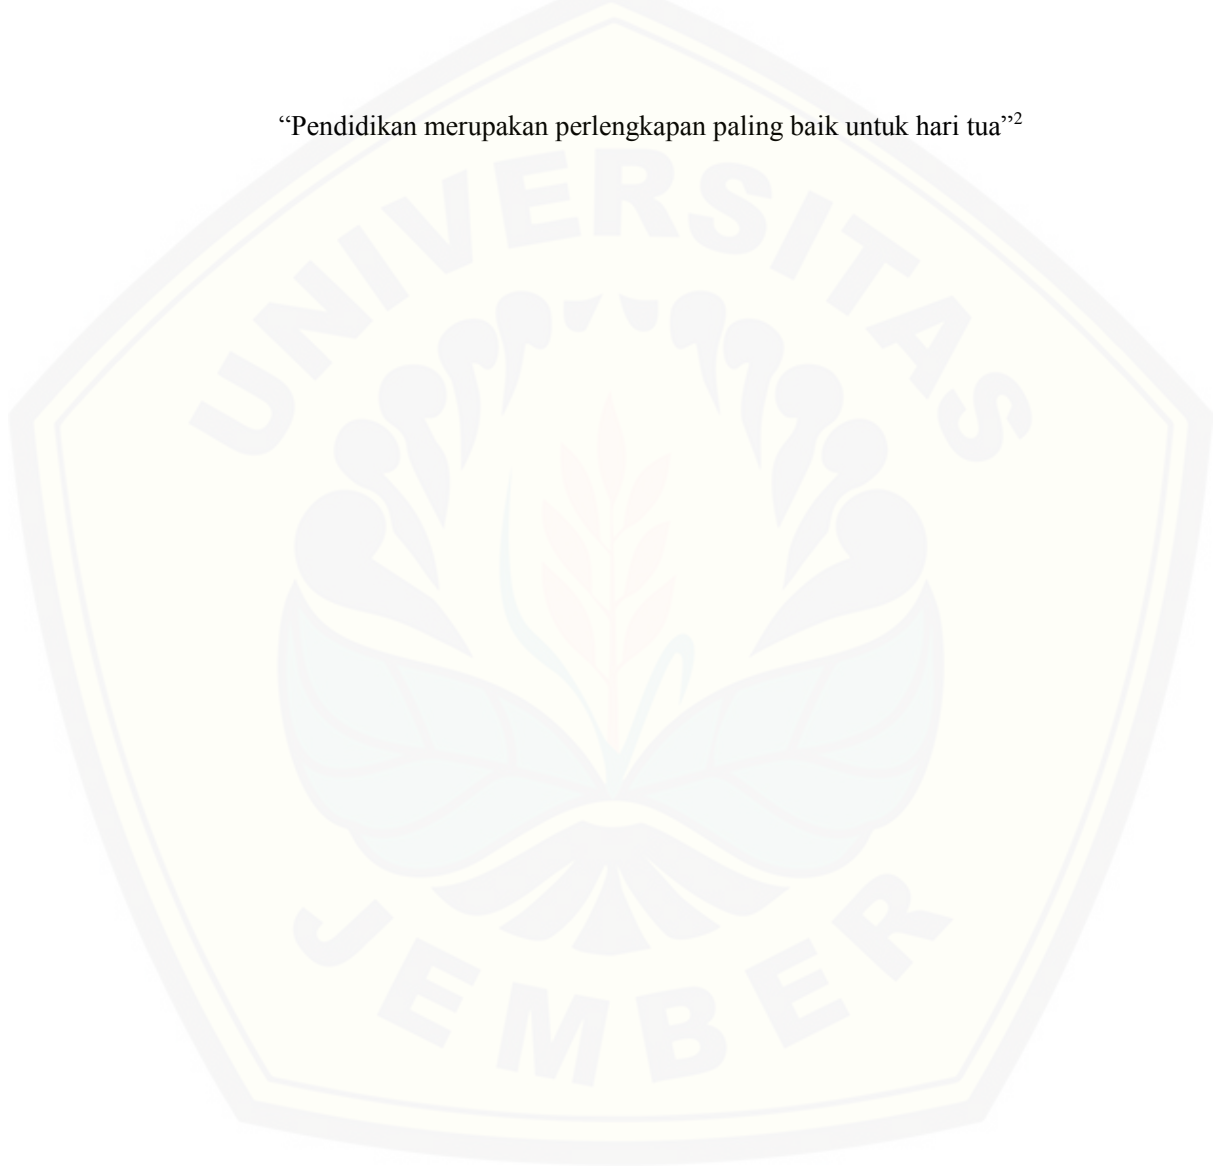 “Pendidikan merupakan perlengkapan paling baik untuk hari tua”²
UNIVERSITAS
JEMBER